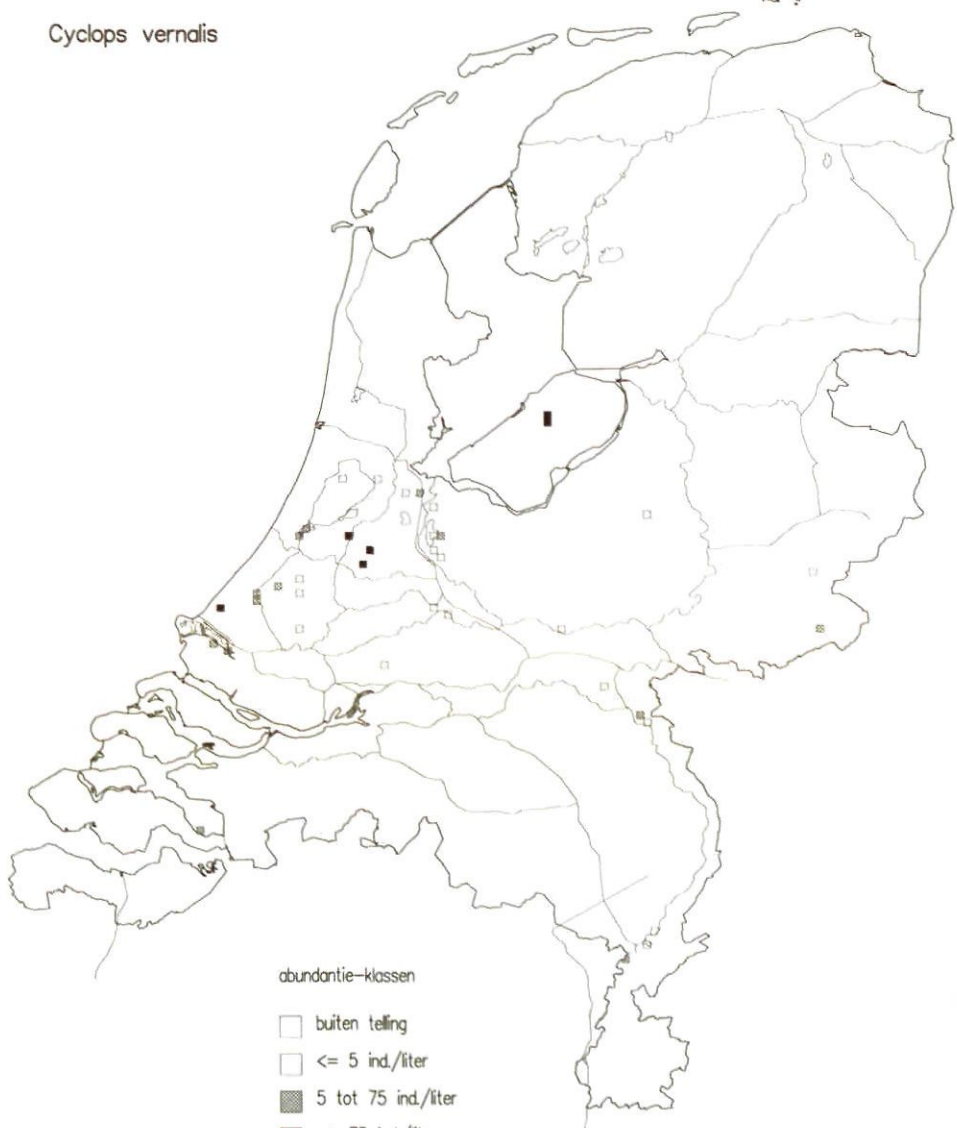 Cyclops vernalis
abundantie-klassen
buiten telling
<= 5 ind./liter
5 tot 75 ind./liter